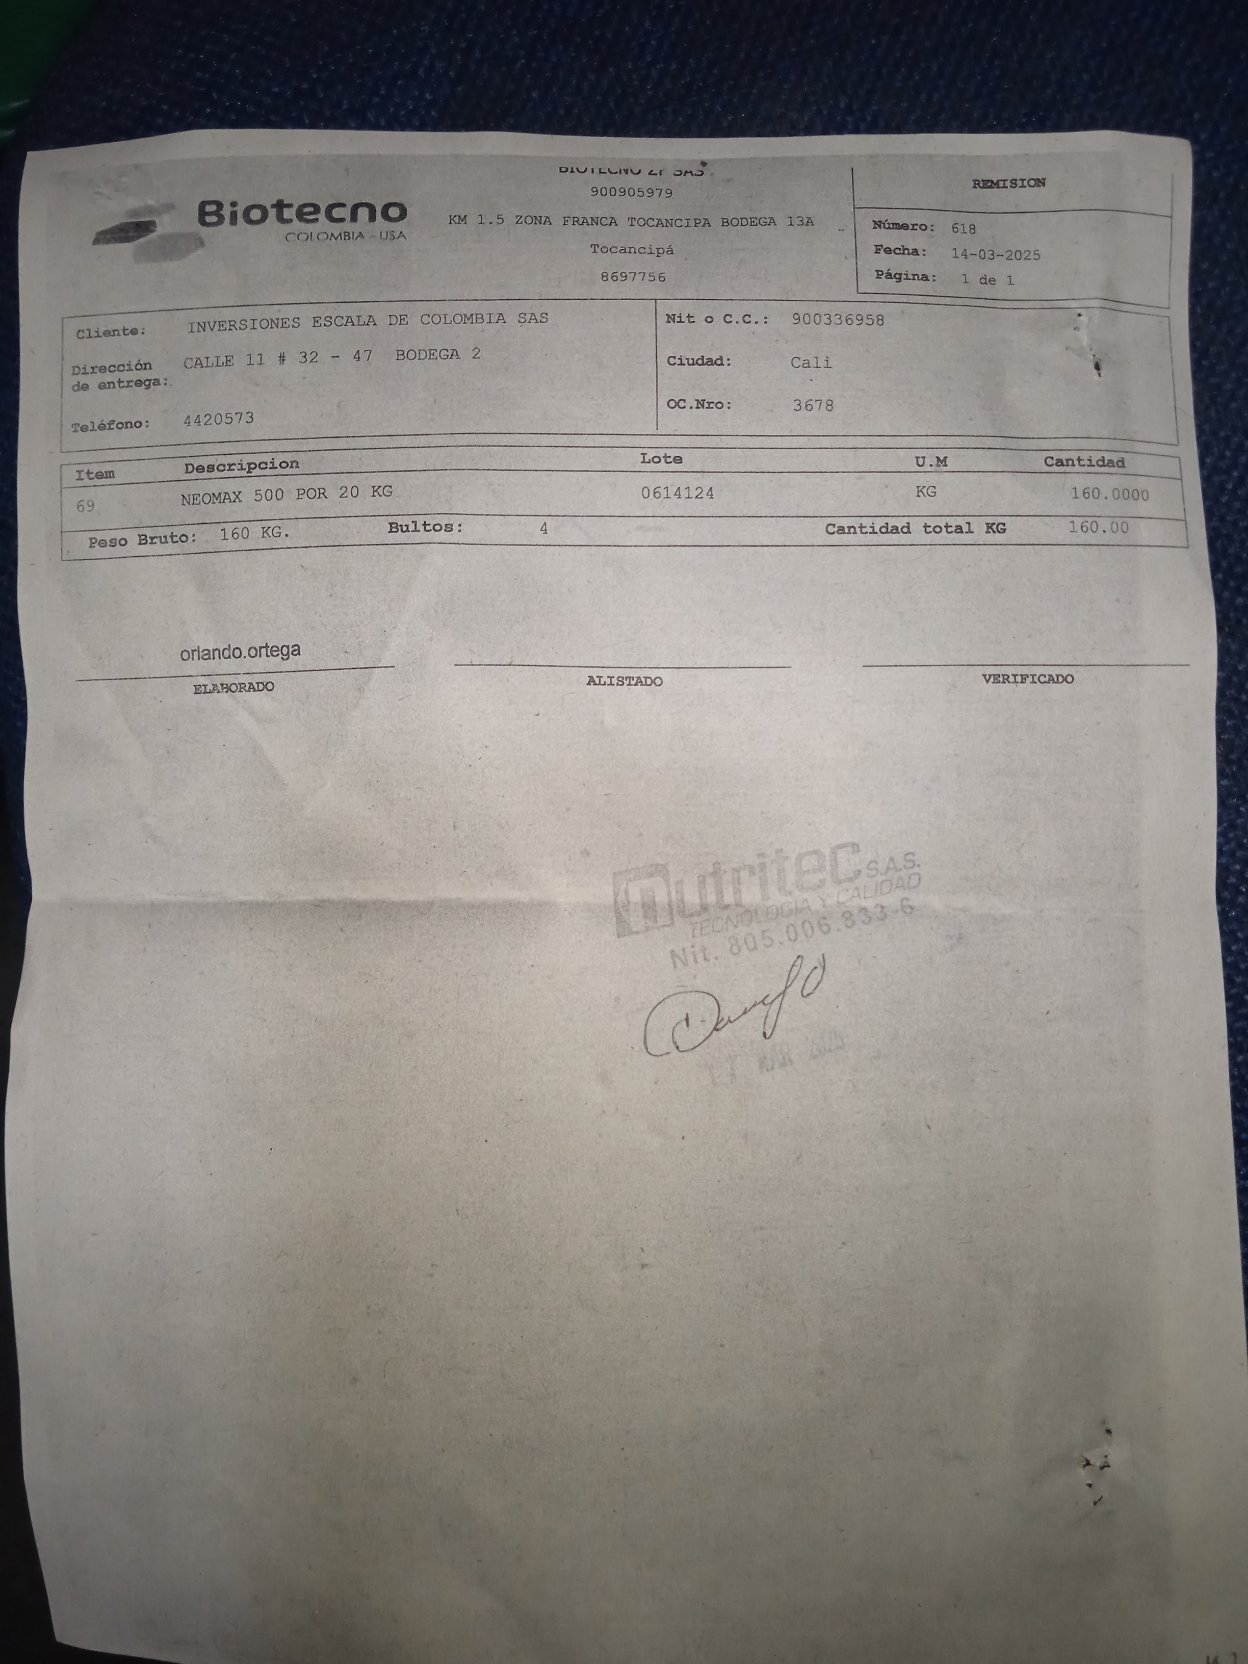 BIOTECNO ZF SAS
900905979
KM 1.5 ZONA FRANCA TOCANCIPA BODEGA 13A
Tocancipá
8697756
Biotecno
COLOMBIA - USA
REMISION
Número: 618
Fecha: 14-03-2025
Página: 1 de 1
Cliente: INVERSIONES ESCALA DE COLOMBIA SAS
Dirección de entrega: CALLE 11 # 32 - 47 BODEGA 2
Teléfono: 4420573
Nit o C.C.: 900336958
Ciudad: Cali
OC.Nro: 3678
Item Descripcion Lote U.M Cantidad
69 NEOMAX 500 POR 20 KG 0614124 KG 160.0000
Peso Bruto: 160 KG. Bultos: 4 Cantidad total KG 160.00
orlando.ortega
ELABORADO ALISTADO VERIFICADO
nutritec S.A.S.
TECNOLOGIA Y CALIDAD
Nit. 805.006.833-6